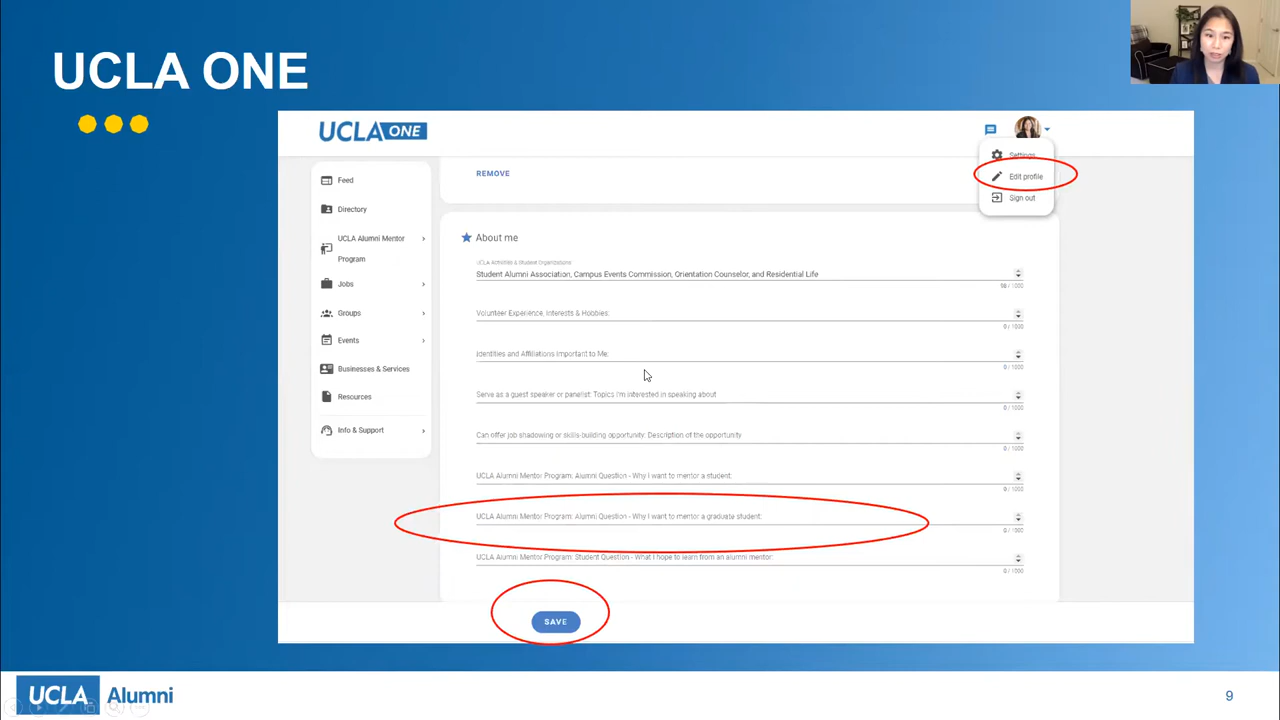 UCLA ONE
UCLA ONE
Settings
Edit profile
Sign out
Feed
Directory
UCLA Alumni Mentor
Program
Jobs
Groups
Events
Businesses & Services
Resources
Info & Support
REMOVE
About me
UCLA Activities & Student Organizations
Student Alumni Association, Campus Events Commission, Orientation Counselor, and Residential Life
98 / 1000
Volunteer Experience, Interests & Hobbies:
0 / 1000
Identities and Affiliations Important to Me:
0 / 1000
Serve as a guest speaker or panelist: Topics I'm interested in speaking about
0 / 1000
Can offer job shadowing or skills-building opportunity: Description of the opportunity
0 / 1000
UCLA Alumni Mentor Program: Alumni Question - Why I want to mentor a student:
0 / 1000
UCLA Alumni Mentor Program: Alumni Question - Why I want to mentor a graduate student:
0 / 1000
UCLA Alumni Mentor Program: Student Question - What I hope to learn from an alumni mentor:
0 / 1000
SAVE
UCLA Alumni
9